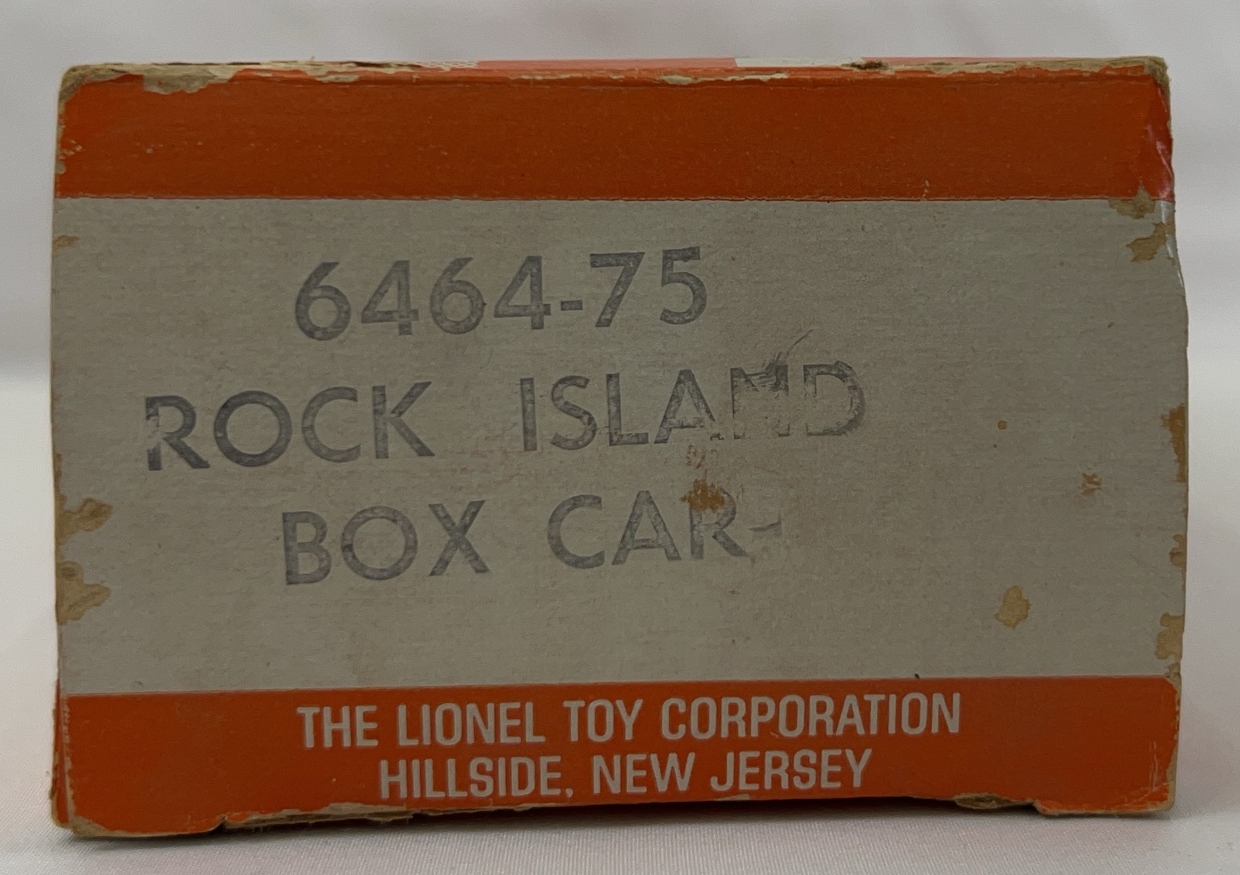 6464-75
ROCK ISLAND
BOX CAR
THE LIONEL TOY CORPORATION
HILLSIDE, NEW JERSEY